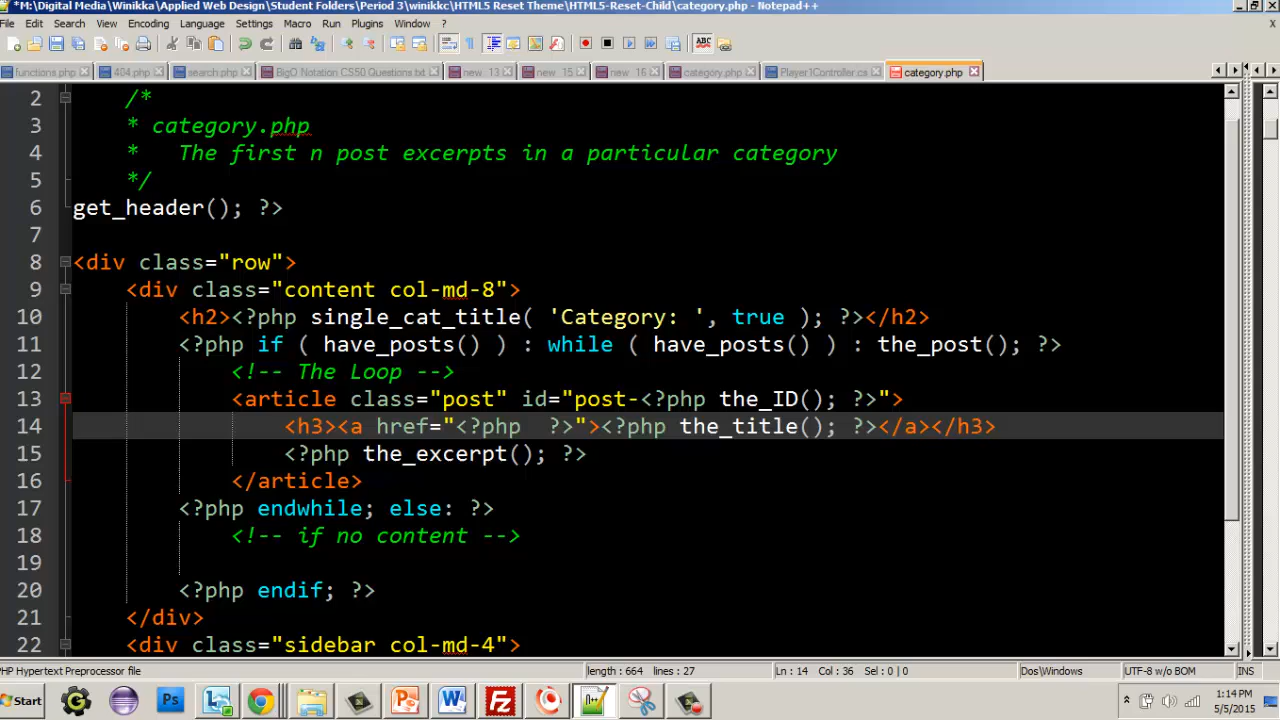 *M:\Digital Media\Winikka\Applied Web Design\Student Folders\Period 3\winikkc\HTML5 Reset Theme\HTML5-Reset-Child\category.php - Notepad++
File Edit Search View Encoding Language Settings Macro Run Plugins Window ?
functions.php 404.php search.php BigO Notation CS50 Questions.txt new 13 new 15 new 16 category.php Player1Controller.cs category.php
2 /*
3 * category.php
4 * The first n post excerpts in a particular category
5 */
6 get_header(); ?>
7
8 <div class="row">
9 <div class="content col-md-8">
10 <h2><?php single_cat_title( 'Category: ', true ); ?></h2>
11 <?php if ( have_posts() ) : while ( have_posts() ) : the_post(); ?>
12 <!-- The Loop -->
13 <article class="post" id="post-<?php the_ID(); ?>">
14 <h3><a href="<?php  ?>"><?php the_title(); ?></a></h3>
15 <?php the_excerpt(); ?>
16 </article>
17 <?php endwhile; else: ?>
18 <!-- if no content -->
19
20 <?php endif; ?>
21 </div>
22 <div class="sidebar col-md-4">
PHP Hypertext Preprocessor file length : 664 lines : 27 Ln : 14 Col : 36 Sel : 0 | 0 Dos\Windows UTF-8 w/o BOM INS
Start 1:14 PM
5/5/2015